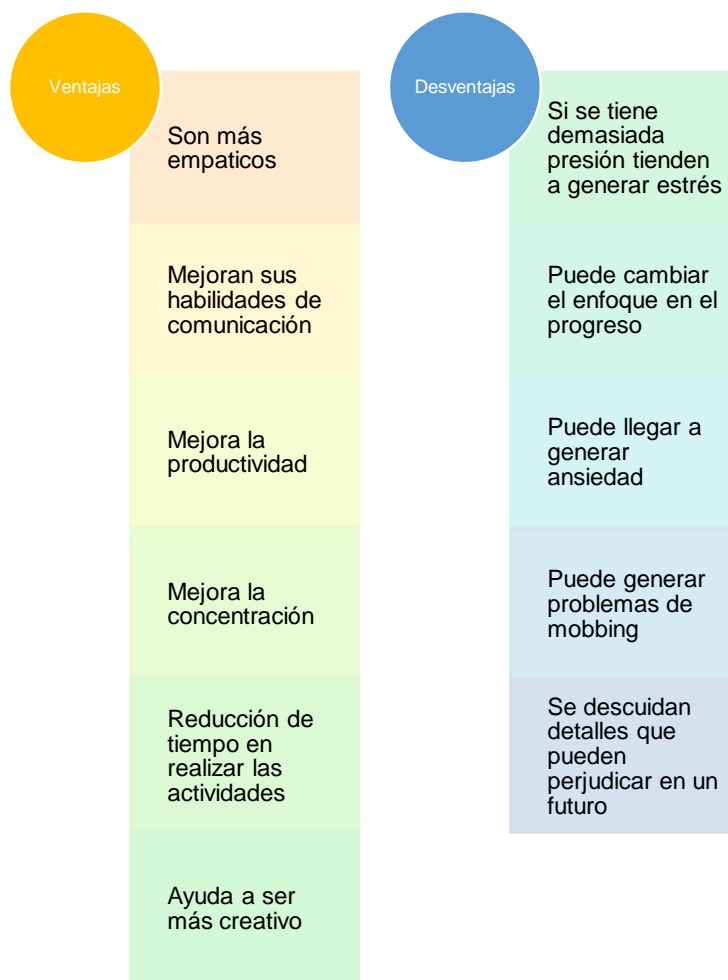 Ventajas
Son más
empaticos
Mejoran sus
habilidades de
comunicación
Mejora la
productividad
Mejora la
concentración
Reducción de
tiempo en
realizar las
actividades
Ayuda a ser
más creativo
Desventajas
Si se tiene
demasiada
presión tienden
a generar estrés
Puede cambiar
el enfoque en el
progreso
Puede llegar a
generar
ansiedad
Puede generar
problemas de
mobbing
Se descuidan
detalles que
pueden
perjudicar en un
futuro